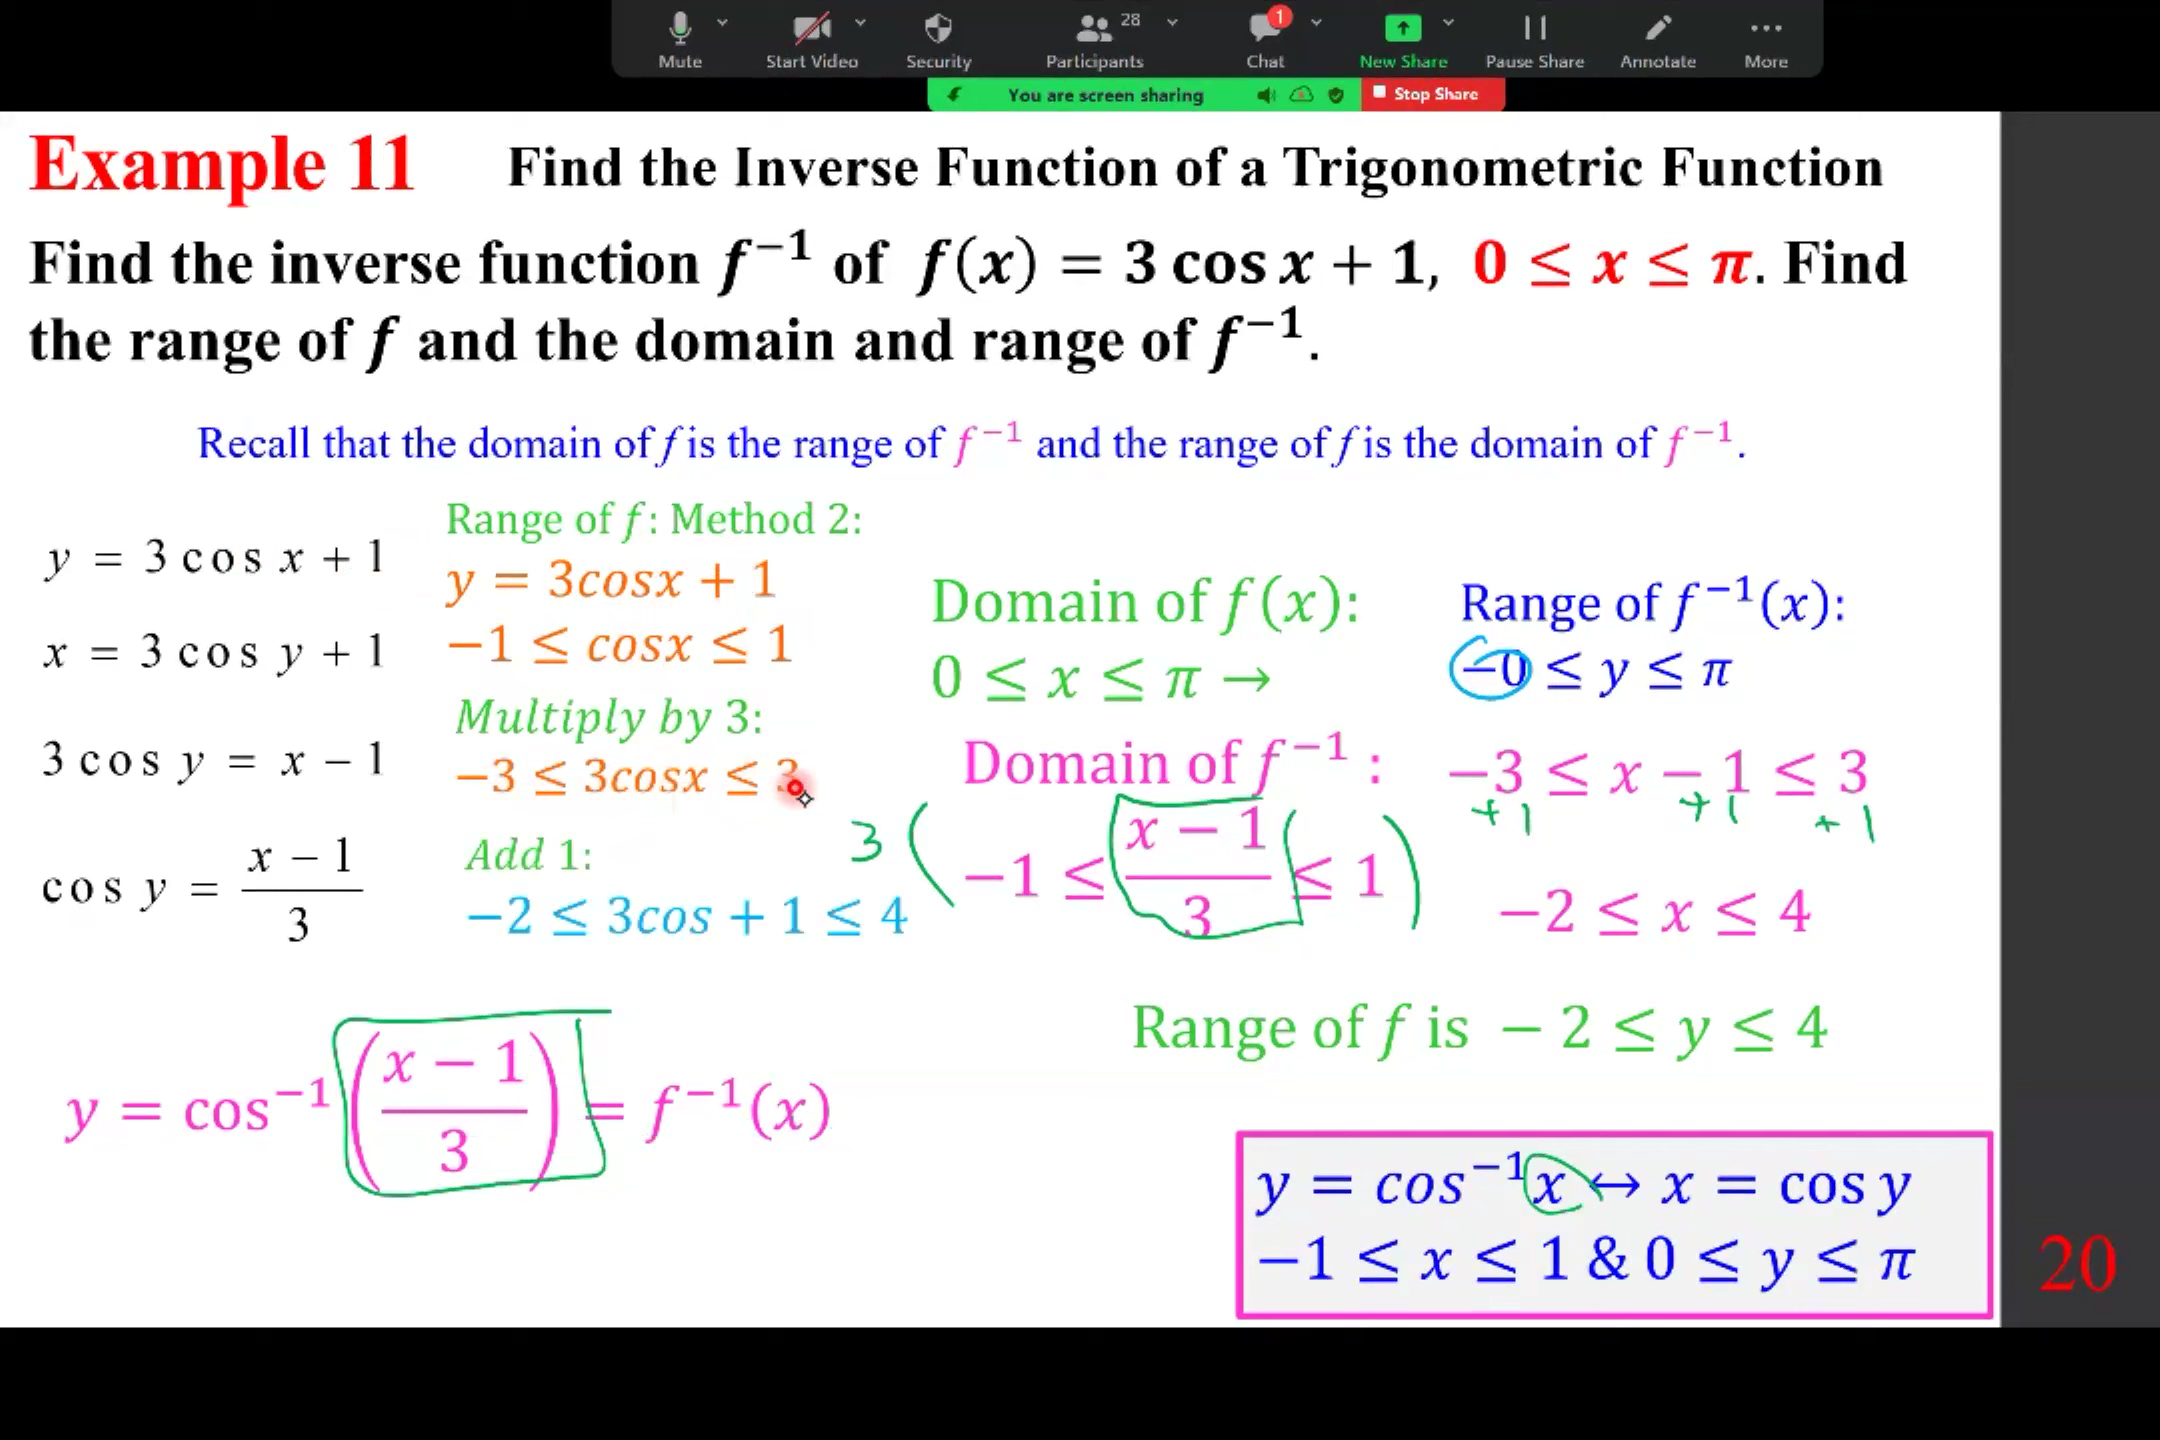 Mute
Start Video
Security
Participants 28
Chat 1
New Share
Pause Share
Annotate
More
You are screen sharing
Stop Share
Example 11 Find the Inverse Function of a Trigonometric Function
Find the inverse function f⁻¹ of f(x) = 3 cos x + 1, 0 ≤ x ≤ π. Find
the range of f and the domain and range of f⁻¹.
Recall that the domain of f is the range of f⁻¹ and the range of f is the domain of f⁻¹.
y = 3 cos x + 1
x = 3 cos y + 1
3 cos y = x − 1
cos y = (x − 1)/3
y = cos⁻¹((x − 1)/3) = f⁻¹(x)
Range of f: Method 2:
y = 3cosx + 1
−1 ≤ cosx ≤ 1
Multiply by 3:
−3 ≤ 3cosx ≤ 3
Add 1:
−2 ≤ 3cos + 1 ≤ 4
Domain of f(x):
0 ≤ x ≤ π →
Range of f⁻¹(x):
−0 ≤ y ≤ π
Domain of f⁻¹ :
3 ( −1 ≤ (x − 1)/3 ≤ 1 )
−3 ≤ x − 1 ≤ 3
+1 +1 +1
−2 ≤ x ≤ 4
Range of f is − 2 ≤ y ≤ 4
y = cos⁻¹x ↔ x = cos y
−1 ≤ x ≤ 1 & 0 ≤ y ≤ π
20